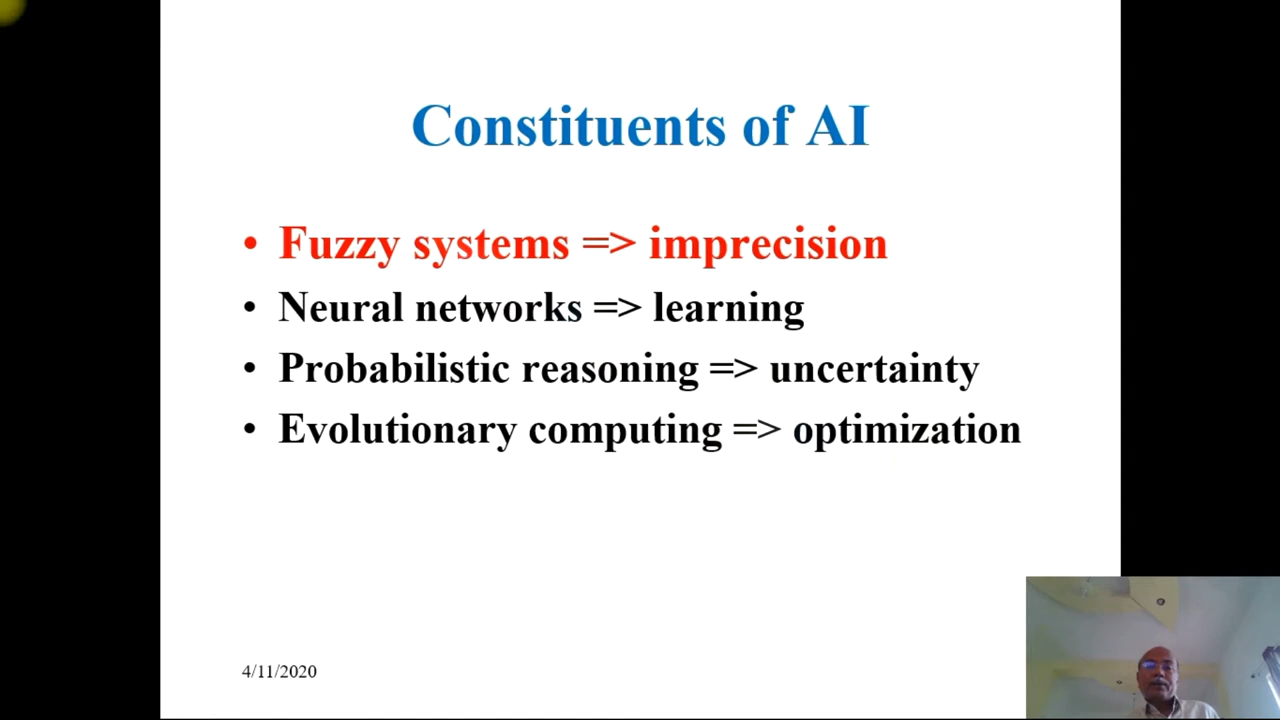 Constituents of AI
• Fuzzy systems => imprecision
• Neural networks => learning
• Probabilistic reasoning => uncertainty
• Evolutionary computing => optimization
4/11/2020